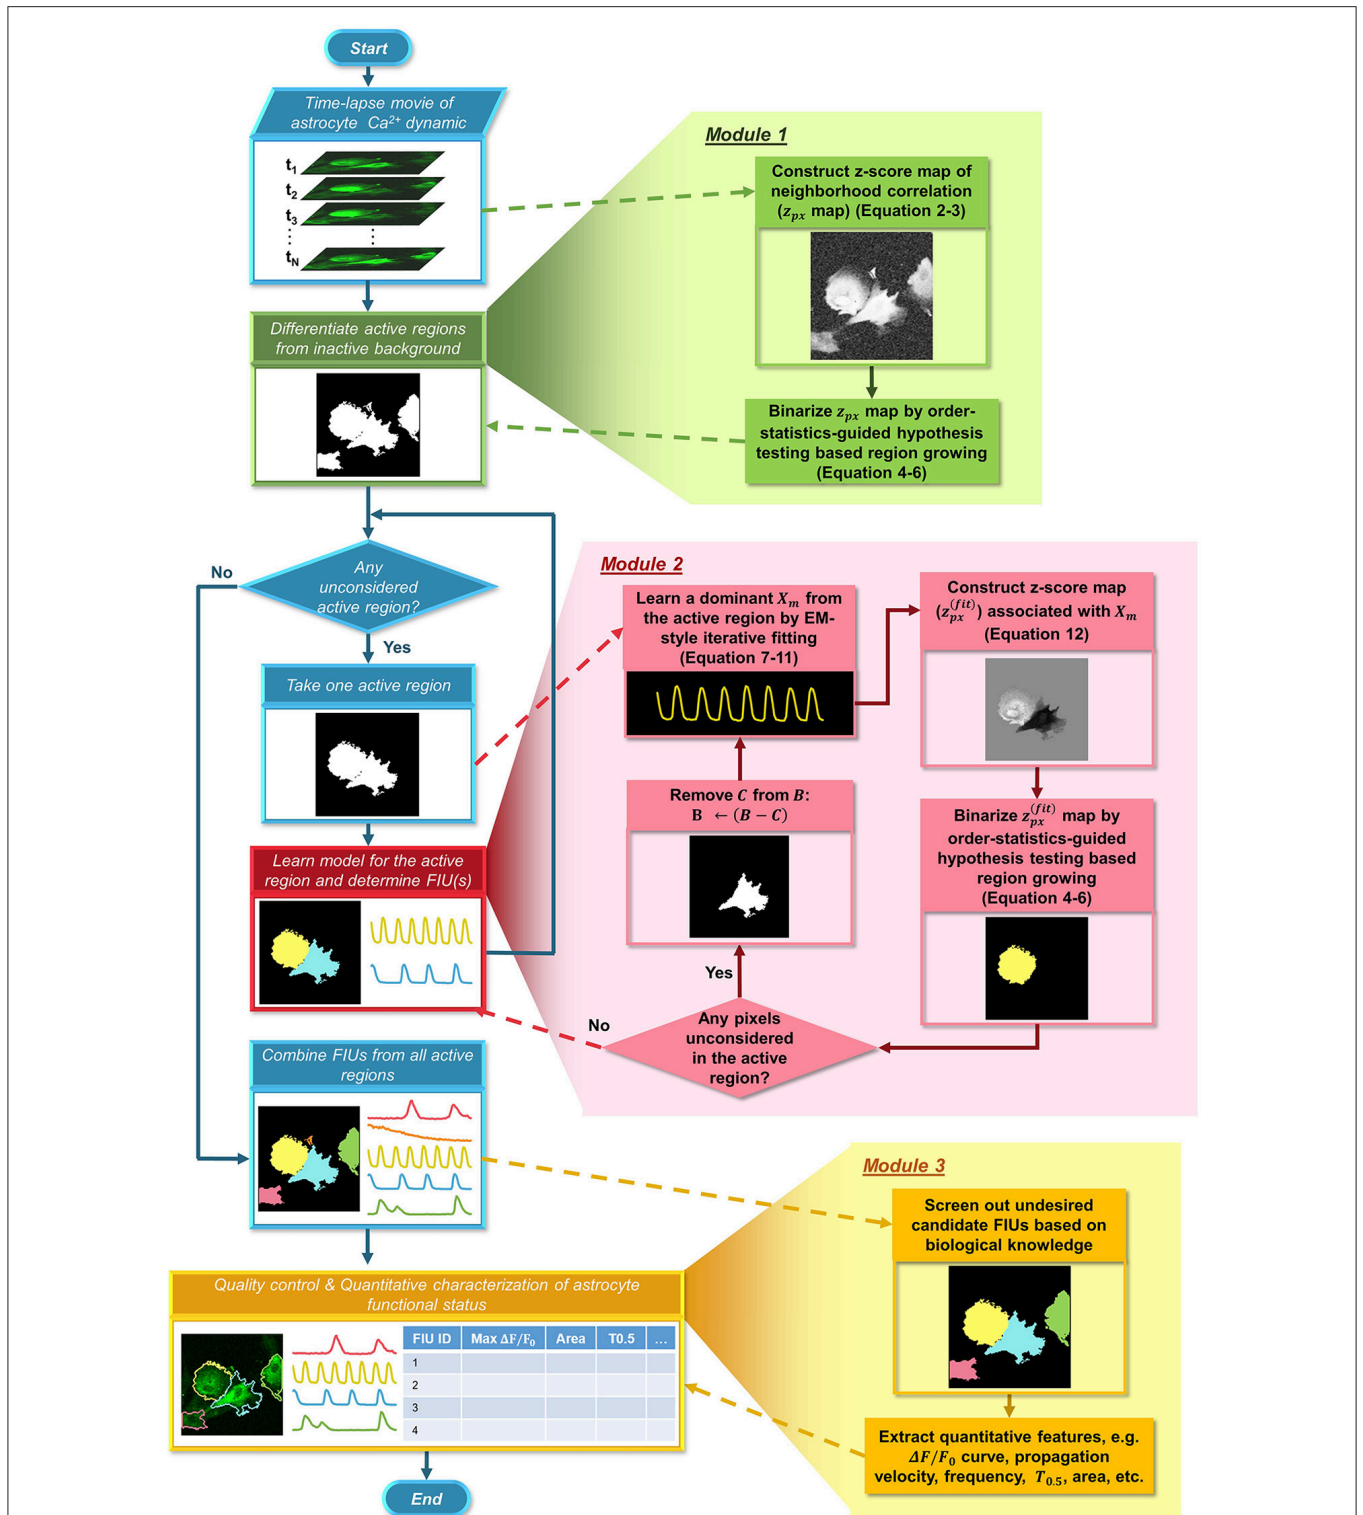 Start
Time-lapse movie of
astrocyte Ca²⁺ dynamic
t₁
t₂
t₃
t_N
Differentiate active regions
from inactive background
Module 1
Construct z-score map of
neighborhood correlation
(z_px map) (Equation 2-3)
Binarize z_px map by order-
statistics-guided hypothesis
testing based region growing
(Equation 4-6)
Any
unconsidered
active region?
No
Yes
Take one active region
Learn model for the active
region and determine FIU(s)
Module 2
Learn a dominant X_m from
the active region by EM-
style iterative fitting
(Equation 7-11)
Construct z-score map
(z_px^(fit)) associated with X_m
(Equation 12)
Binarize z_px^(fit) map by
order-statistics-guided
hypothesis testing based
region growing
(Equation 4-6)
Remove C from B:
B ← (B − C)
Yes
No
Any pixels
unconsidered
in the active
region?
Combine FIUs from all active
regions
Module 3
Screen out undesired
candidate FIUs based on
biological knowledge
Extract quantitative features, e.g.
ΔF/F₀ curve, propagation
velocity, frequency, T₀.₅, area, etc.
Quality control & Quantitative characterization of astrocyte
functional status
FIU ID Max ΔF/F₀ Area T0.5 ...
1
2
3
4
End